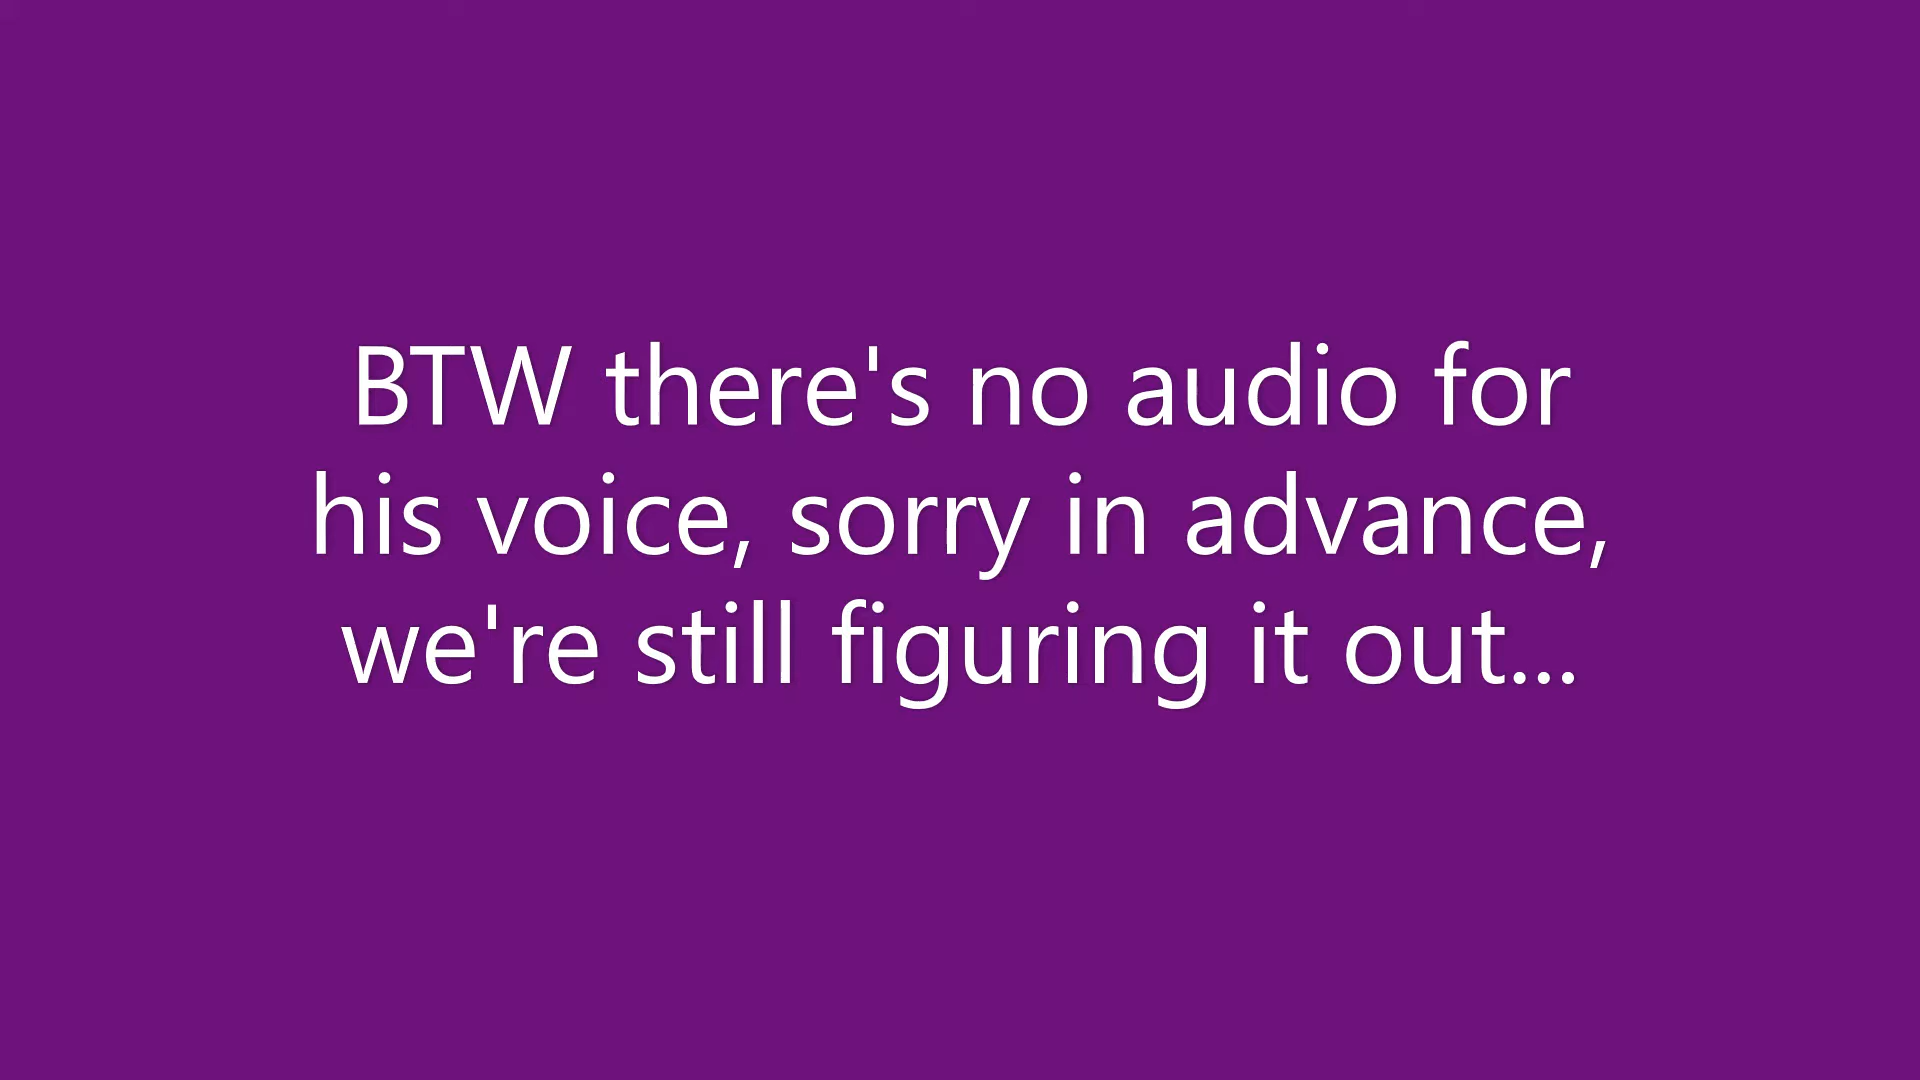 BTW there's no audio for
his voice, sorry in advance,
we're still figuring it out...